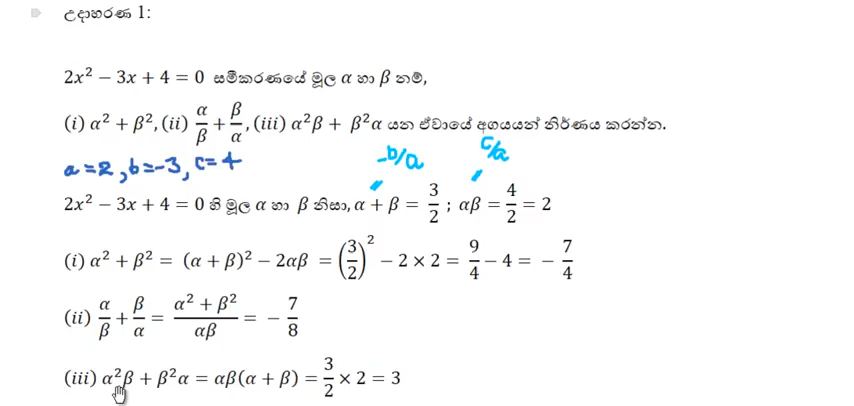 උදාහරණ 1:
2x² − 3x + 4 = 0 සමීකරණයේ මූල α හා β නම්,
(i) α² + β², (ii) α/β + β/α, (iii) α²β + β²α යන ඒවායේ අගයයන් නිර්ණය කරන්න.
a = 2, b = -3, c = 4
-b/a c/a
2x² − 3x + 4 = 0 හි මූල α හා β නිසා, α + β = 3/2 ; αβ = 4/2 = 2
(i) α² + β² = (α + β)² − 2αβ = (3/2)² − 2 × 2 = 9/4 − 4 = − 7/4
(ii) α/β + β/α = (α² + β²)/αβ = − 7/8
(iii) α²β + β²α = αβ(α + β) = 3/2 × 2 = 3